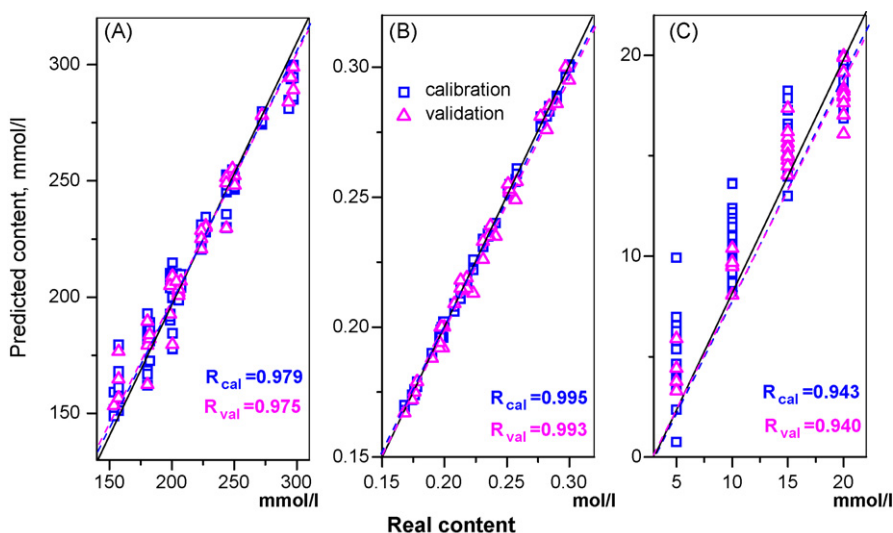 (A)
(B)
(C)
Predicted content, mmol/l
300
250
200
150
0.30
0.25
0.20
0.15
20
10
0
calibration
validation
R cal =0.979
R val =0.975
R cal =0.995
R val =0.993
R cal =0.943
R val =0.940
150 200 250 300
mmol/l
0.15 0.20 0.25 0.30
mol/l
5 10 15 20
mmol/l
Real content